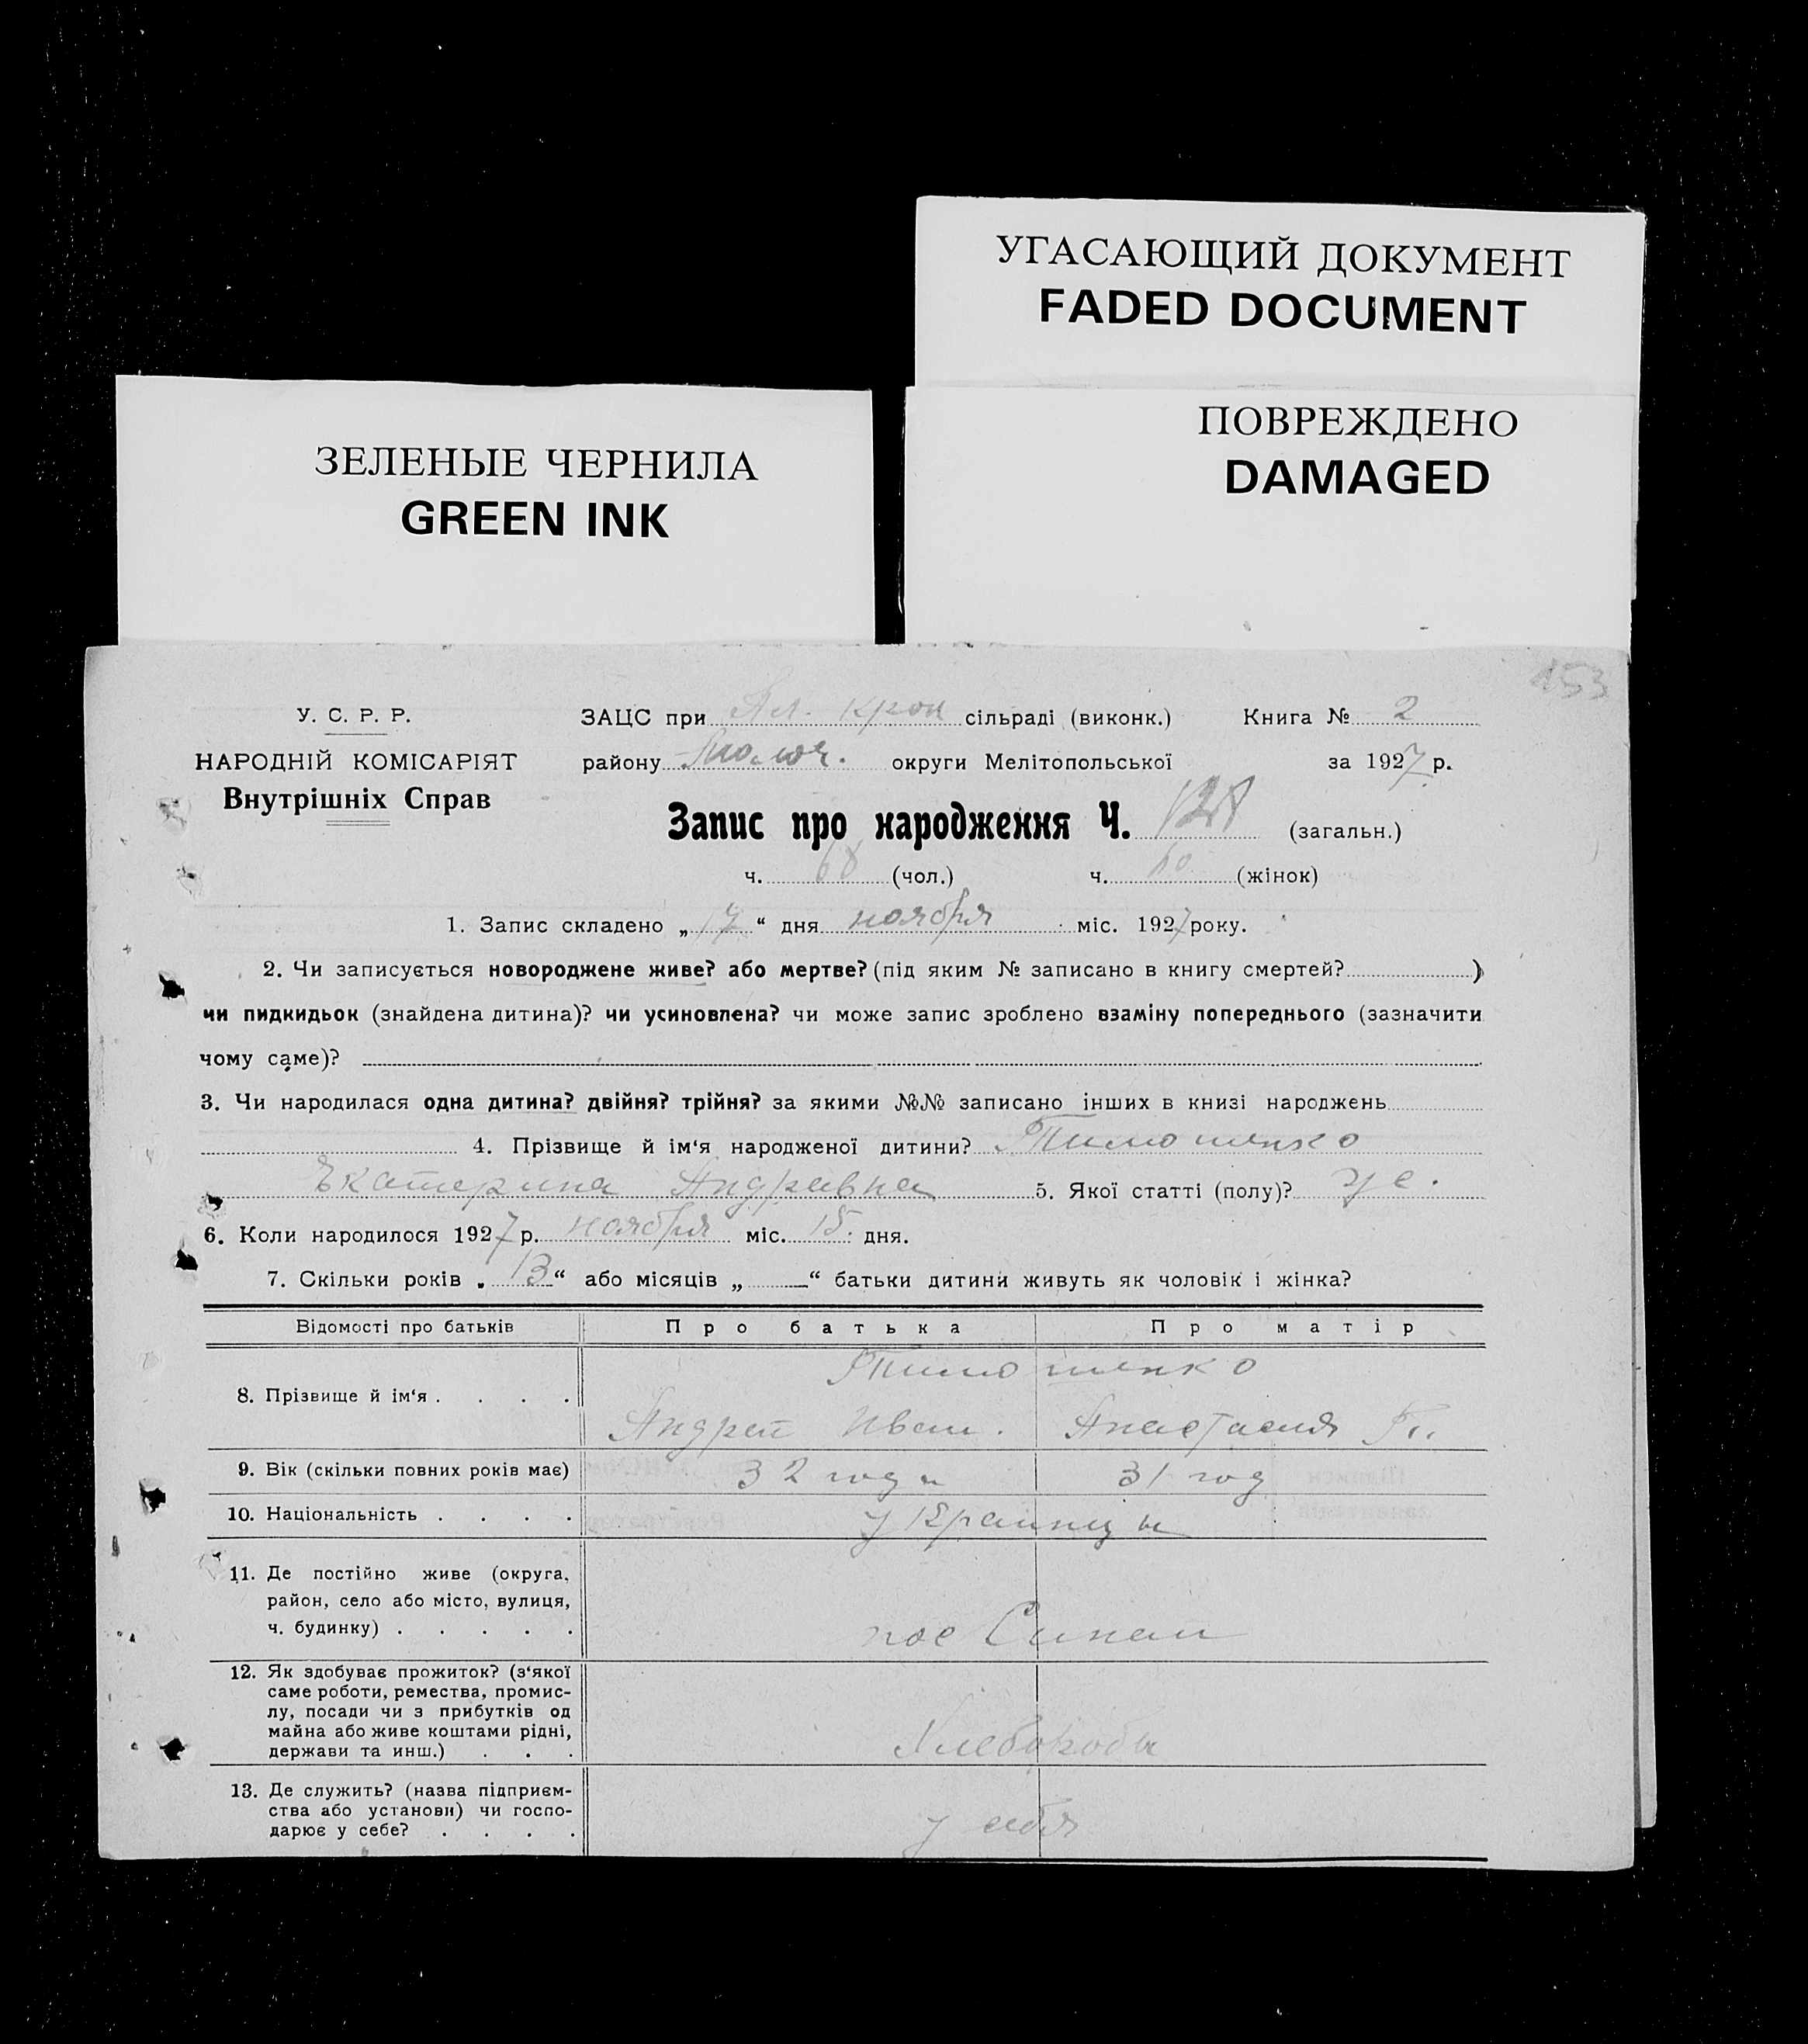 УГАСАЮЩИЙ ДОКУМЕНТ
FADED DOCUMENT
ПОВРЕЖДЕНО
DAMAGED
ЗЕЛЕНЫЕ ЧЕРНИЛА
GREEN INK
153
У. С. Р. Р.
НАРОДНІЙ КОМІСАРІЯТ
Внутрішніх Справ
ЗАЦС при сільраді (виконк.) Книга № 2
району округи Мелітопольської за 1927 р.
Запис про народження Ч. 128 (загальн.)
ч. 68 (чол.) ч. 60 (жінок)
1. Запис складено „17“ дня ноября міс. 1927 року.
2. Чи записується новороджене живе? або мертве? (під яким № записано в книгу смертей? )
чи пидкидьок (знайдена дитина)? чи усиновлена? чи може запис зроблено взаміну попереднього (зазначити
чому саме)?
3. Чи народилася одна дитина? двійня? трійня? за якими №№ записано інших в книзі народжень
4. Прізвище й ім‘я народженої дитини? Тимошенко
Екатерина Андравна 5. Якої статті (полу)?
6. Коли народилося 1927 р. ноября міс. 15 дня.
7. Скільки років „13“ або місяців „—“ батьки дитини живуть як чоловік і жінка?
Відомості про батьків Про батька Про матір
8. Прізвище й ім‘я . . . . Тимошенко
Андрей Иван. Анастасия
9. Вік (скільки повних років має) 32 года 31 год
10. Національність . . . . Украинцы
11. Де постійно живе (округа,
район, село або місто, вулиця,
ч. будинку) . . . . . пос Синаи
12. Як здобуває прожиток? (з‘якої
саме роботи, ремества, промис-
лу, посади чи з прибутків од
майна або живе коштами рідні,
держави та инш.) . . . Хлеборобы
13. Де служить? (назва підприєм-
ства або установи) чи госпо-
дарює у себе? . . . . у себя